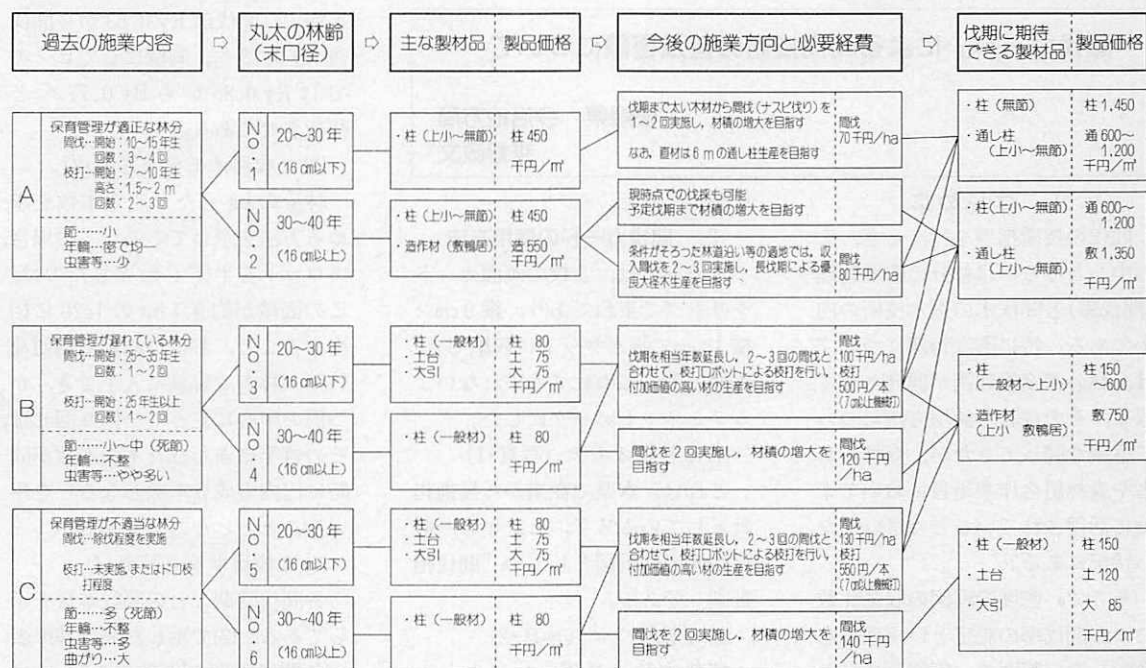 過去の施業内容 ⇨ 丸太の林齢 ⇨ 主な製材品 製品価格 ⇨ 今後の施業方向と必要経費 ⇨ 伐期に期待 製品価格
(末口径)
できる製材品
A
保育管理が適正な林分
間伐…開始:10~15年生
回数:3~4回
枝打…開始:7~10年生
高さ:1.5~2m
回数:2~3回
節……小
年輪…密で均一
虫害等…少
NO 1
20~30年
(16㎝以下)
・柱(上小~無節) 柱 450
千円/㎥
伐期まで太い木材から間伐(ナスビ伐り)を
1~2回実施し、材積の増大を目指す
なお、直材は6mの通し柱生産を目指す
間伐
70千円/ha
NO 2
30~40年
(16㎝以上)
・柱(上小~無節) 柱 450
・造作材(敷鴨居) 造 550
千円/㎥
現時点での伐採も可能
予定伐期まで材積の増大を目指す
条件がそろった林道沿い等の適地では、収
入間伐を2~3回実施し、長伐期による優
良大径木生産を目指す
間伐
80千円/ha
B
保育管理が遅れている林分
間伐…開始:25~35年生
回数:1~2回
枝打…開始:25年生以上
回数:1~2回
節……小~中(死節)
年輪…不整
虫害等…やや多い
NO 3
20~30年
(16㎝以下)
・柱(一般材) 柱 80
・土台 土 75
・大引 大 75
千円/㎥
伐期を相当年数延長し、2~3回の間伐と
合わせて、枝打ロボットによる枝打を行い、
付加価値の高い材の生産を目指す
間伐
100千円/ha
枝打
500円/本
(7㎝以上機械打)
NO 4
30~40年
(16㎝以上)
・柱(一般材) 柱 80
千円/㎥
間伐を2回実施し、材積の増大を
目指す
間伐
120千円
/ha
C
保育管理が不適当な林分
間伐…除伐程度を実施
枝打…未実施、またはドロ枝
打程度
節……多(死節)
年輪…不整
虫害等…多
曲がり…大
NO 5
20~30年
(16㎝以下)
・柱(一般材) 柱 80
・土台 土 75
・大引 大 75
千円/㎥
伐期を相当年数延長し、2~3回の間伐と
合わせて、枝打ロボットによる枝打を行い、
付加価値の高い材の生産を目指す
間伐
130千円/ha
枝打
550円/本
(7㎝以上機械打)
NO 6
30~40年
(16㎝以上)
・柱(一般材) 柱 80
千円/㎥
間伐を2回実施し、材積の増大を
目指す
間伐
140千円
/ha
・柱(無節) 柱 1,450
・通し柱 通 600~
(上小~無節) 1,200
千円/㎥
・柱(上小~無節) 通 600~
1,200
・通し柱 敷 1,350
(上小~無節) 千円/㎥
・柱 柱 150
(一般材~上小) ~600
・造作材 敷 750
(上小 敷鴨居)
千円/㎥
・土台 土 120
・大引 大 85
千円/㎥
・柱(一般材)